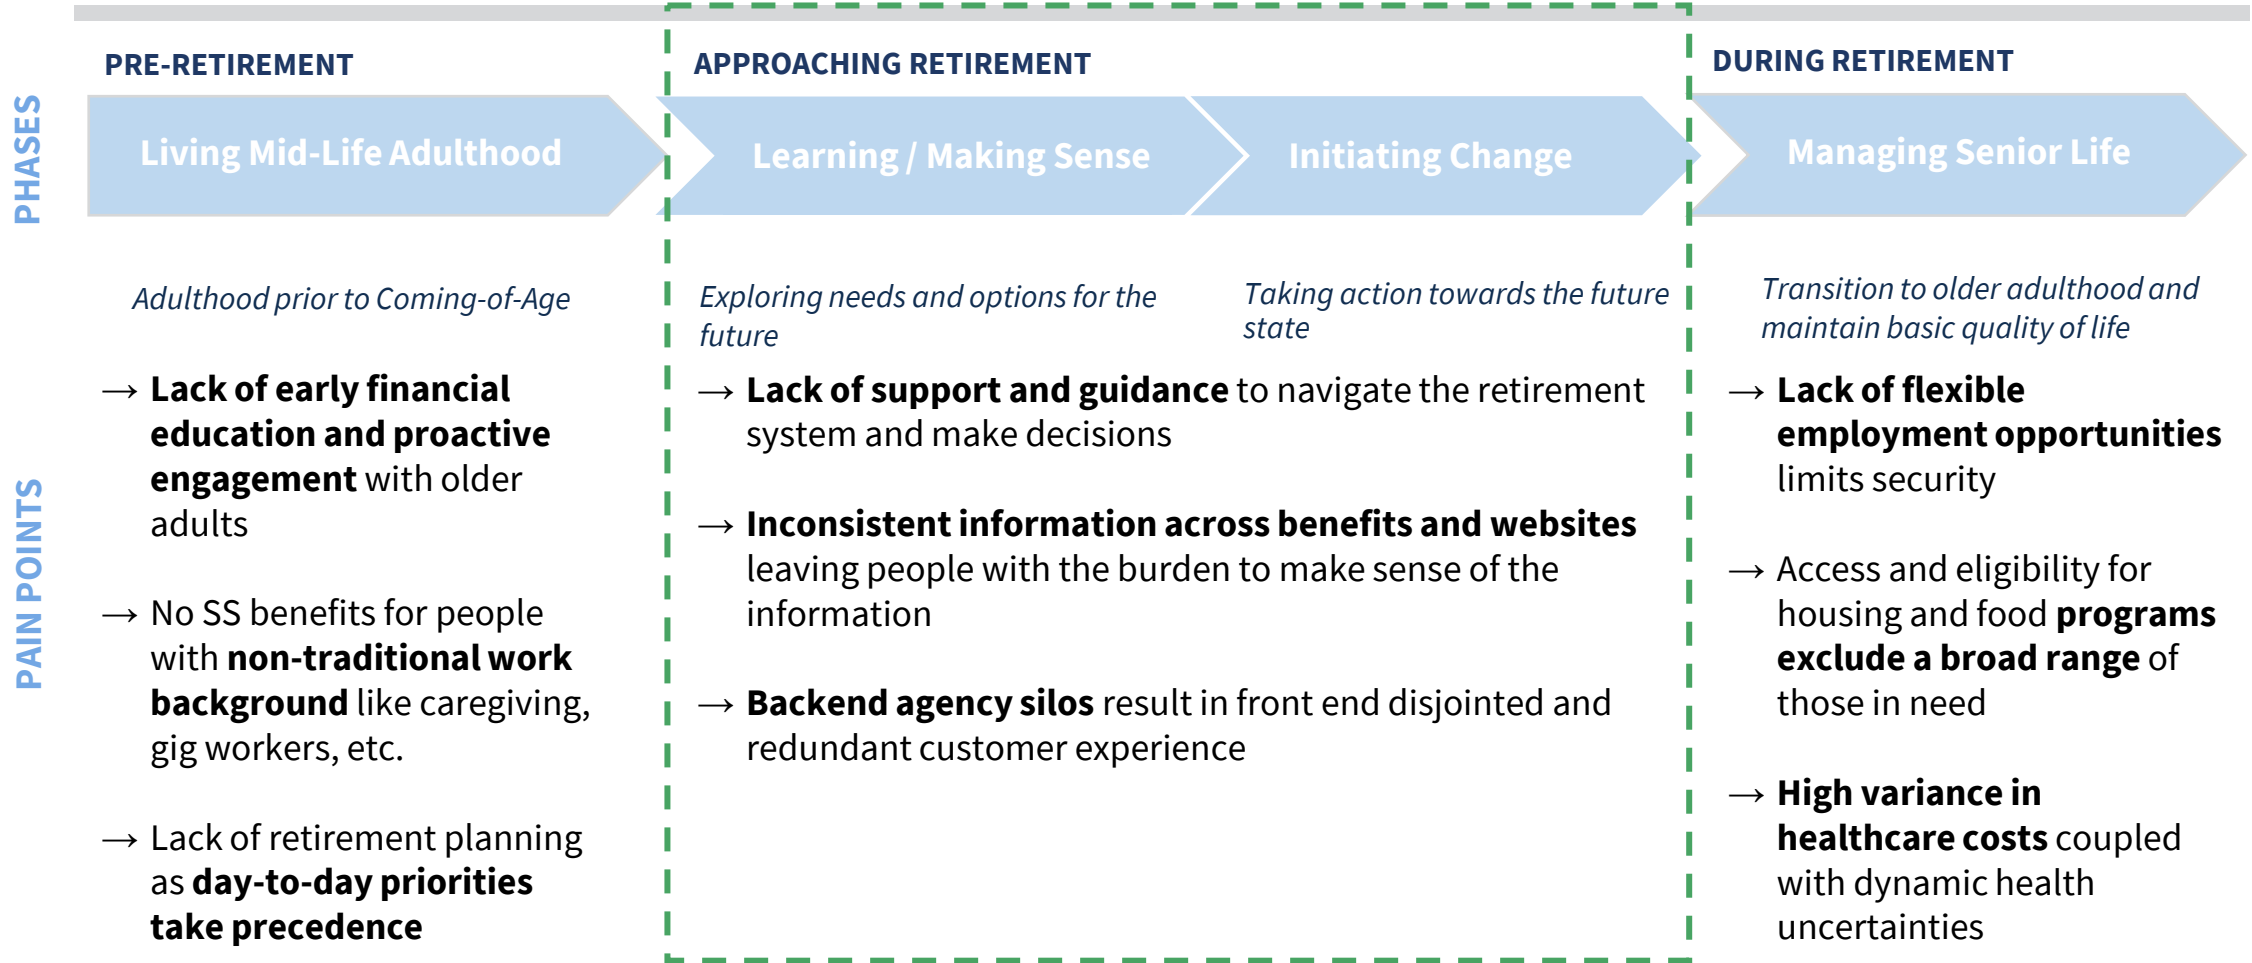 PHASES
PRE-RETIREMENT
Living Mid-Life Adulthood
Adulthood prior to Coming-of-Age
APPROACHING RETIREMENT
Learning / Making Sense
Exploring needs and options for the
future
Initiating Change
Taking action towards the future
state
DURING RETIREMENT
Managing Senior Life
Transition to older adulthood and
maintain basic quality of life
PAIN POINTS
→ Lack of early financial
education and proactive
engagement with older
adults
→ No SS benefits for people
with non-traditional work
background like caregiving,
gig workers, etc.
→ Lack of retirement planning
as day-to-day priorities
take precedence
→ Lack of support and guidance to navigate the retirement
system and make decisions
→ Inconsistent information across benefits and websites
leaving people with the burden to make sense of the
information
→ Backend agency silos result in front end disjointed and
redundant customer experience
→ Lack of flexible
employment opportunities
limits security
→ Access and eligibility for
housing and food programs
exclude a broad range of
those in need
→ High variance in
healthcare costs coupled
with dynamic health
uncertainties